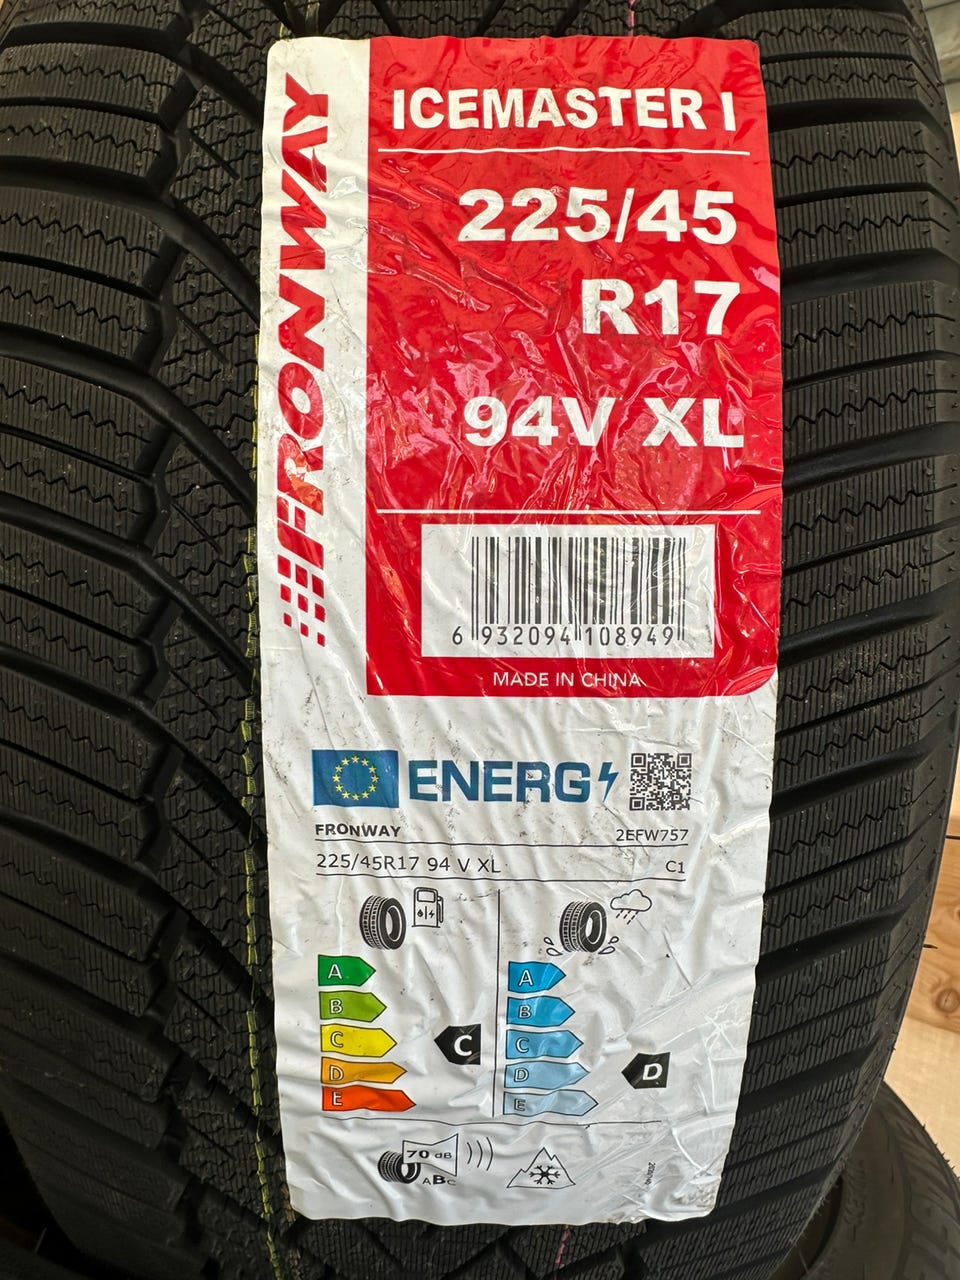 FRONWAY
ICEMASTER I
225/45
R17
94V XL
6 932094 108949
MADE IN CHINA
ENERG
FRONWAY 2EFW757
225/45R17 94 V XL C1
A A
B B
C C C C
D D D
E E
70 dB
ABC